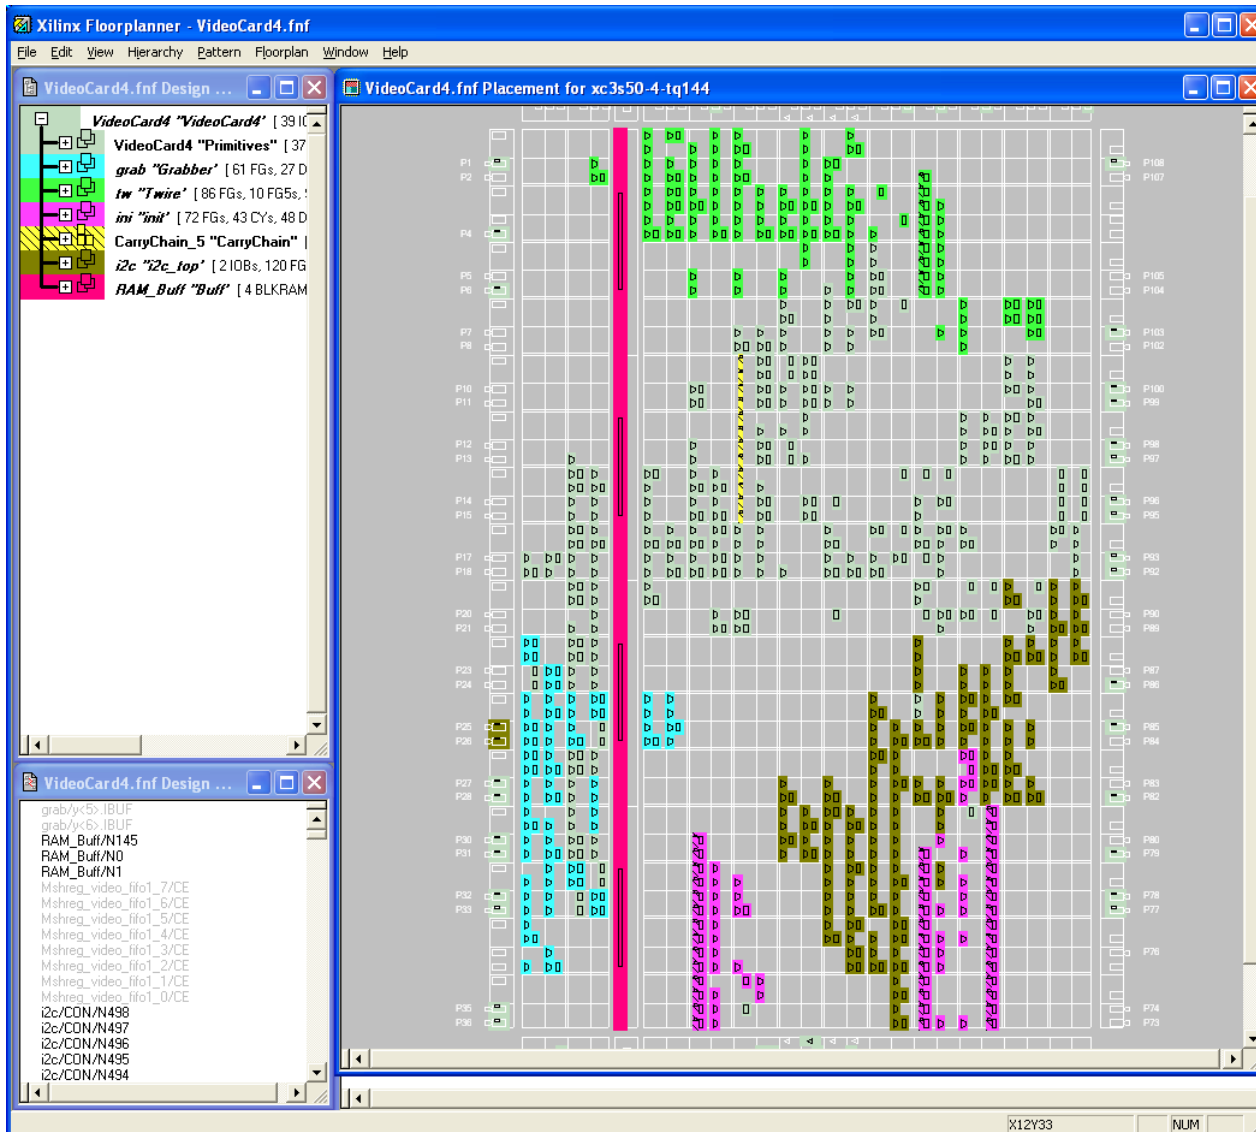 Xilinx Floorplanner - VideoCard4.fnf
File Edit View Hierarchy Pattern Floorplan Window Help
VideoCard4.fnf Design ...
VideoCard4 "VideoCard4" [ 39 IO
VideoCard4 "Primitives" [ 37
grab "Grabber" [ 61 FGs, 27 D
tw "Twire" [ 86 FGs, 10 FG5s,
ini "init" [ 72 FGs, 43 CYs, 48 D
CarryChain_5 "CarryChain" [
i2c "i2c_top" [ 2 IOBs, 120 FG
RAM_Buff "Buff" [ 4 BLKRAM
VideoCard4.fnf Design ...
grab/y<5>.IBUF
grab/y<6>.IBUF
RAM_Buff/N145
RAM_Buff/N0
RAM_Buff/N1
Mshreg_video_fifo1_7/CE
Mshreg_video_fifo1_6/CE
Mshreg_video_fifo1_5/CE
Mshreg_video_fifo1_4/CE
Mshreg_video_fifo1_3/CE
Mshreg_video_fifo1_2/CE
Mshreg_video_fifo1_1/CE
Mshreg_video_fifo1_0/CE
i2c/CON/N498
i2c/CON/N497
i2c/CON/N496
i2c/CON/N495
i2c/CON/N494
VideoCard4.fnf Placement for xc3s50-4-tq144
P1 P108
P2 P107
P4
P5 P105
P6 P104
P7 P103
P8 P102
P10 P100
P11 P99
P12 P98
P13 P97
P14 P96
P15 P95
P17 P93
P18 P92
P20 P90
P21 P89
P23 P87
P24 P86
P25 P85
P26 P84
P27 P83
P28 P82
P30 P80
P31 P79
P32 P78
P33 P77
P76
P35 P74
P36 P73
X12Y33 NUM